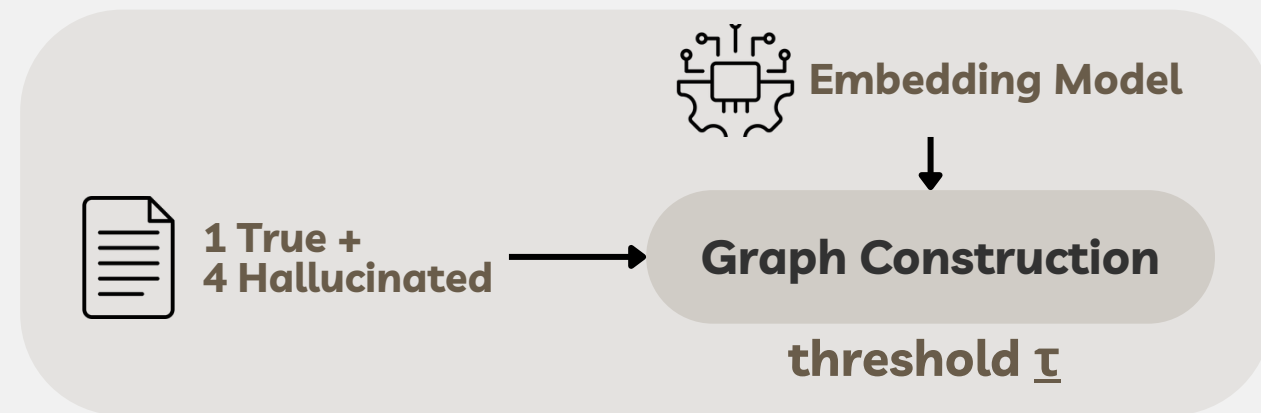 Embedding Model
1 True +
4 Hallucinated
Graph Construction
threshold τ